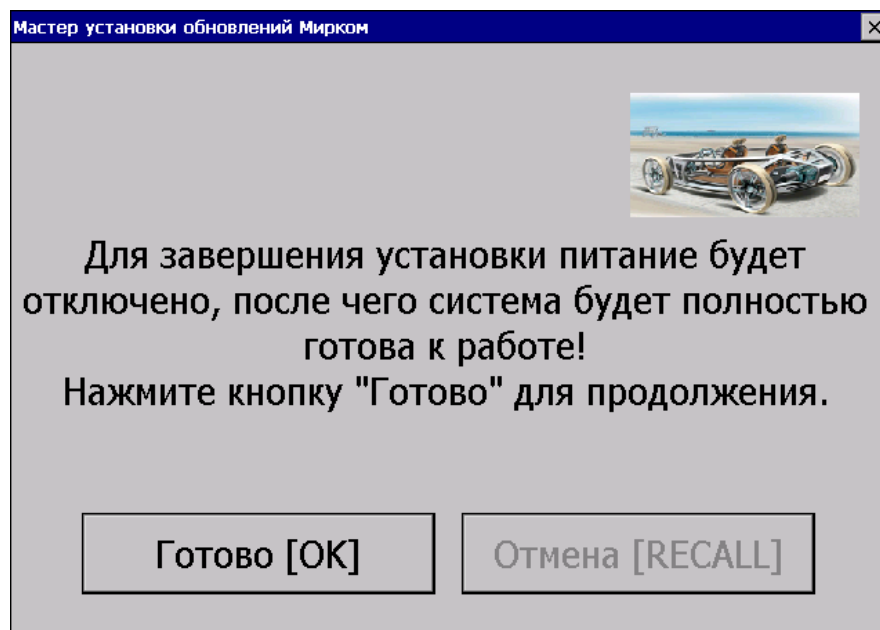 Мастер установки обновлений Мирком
Для завершения установки питание будет
отключено, после чего система будет полностью
готова к работе!
Нажмите кнопку "Готово" для продолжения.
Готово [OK]
Отмена [RECALL]